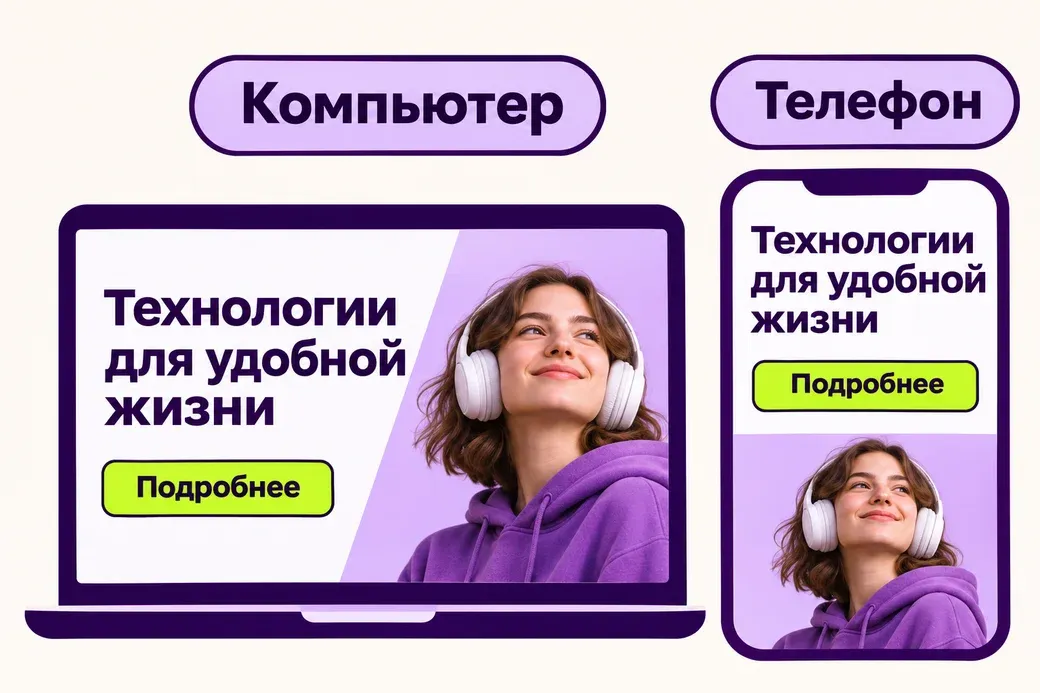 Компьютер
Технологии
для удобной
жизни
Подробнее
Телефон
Технологии
для удобной
жизни
Подробнее